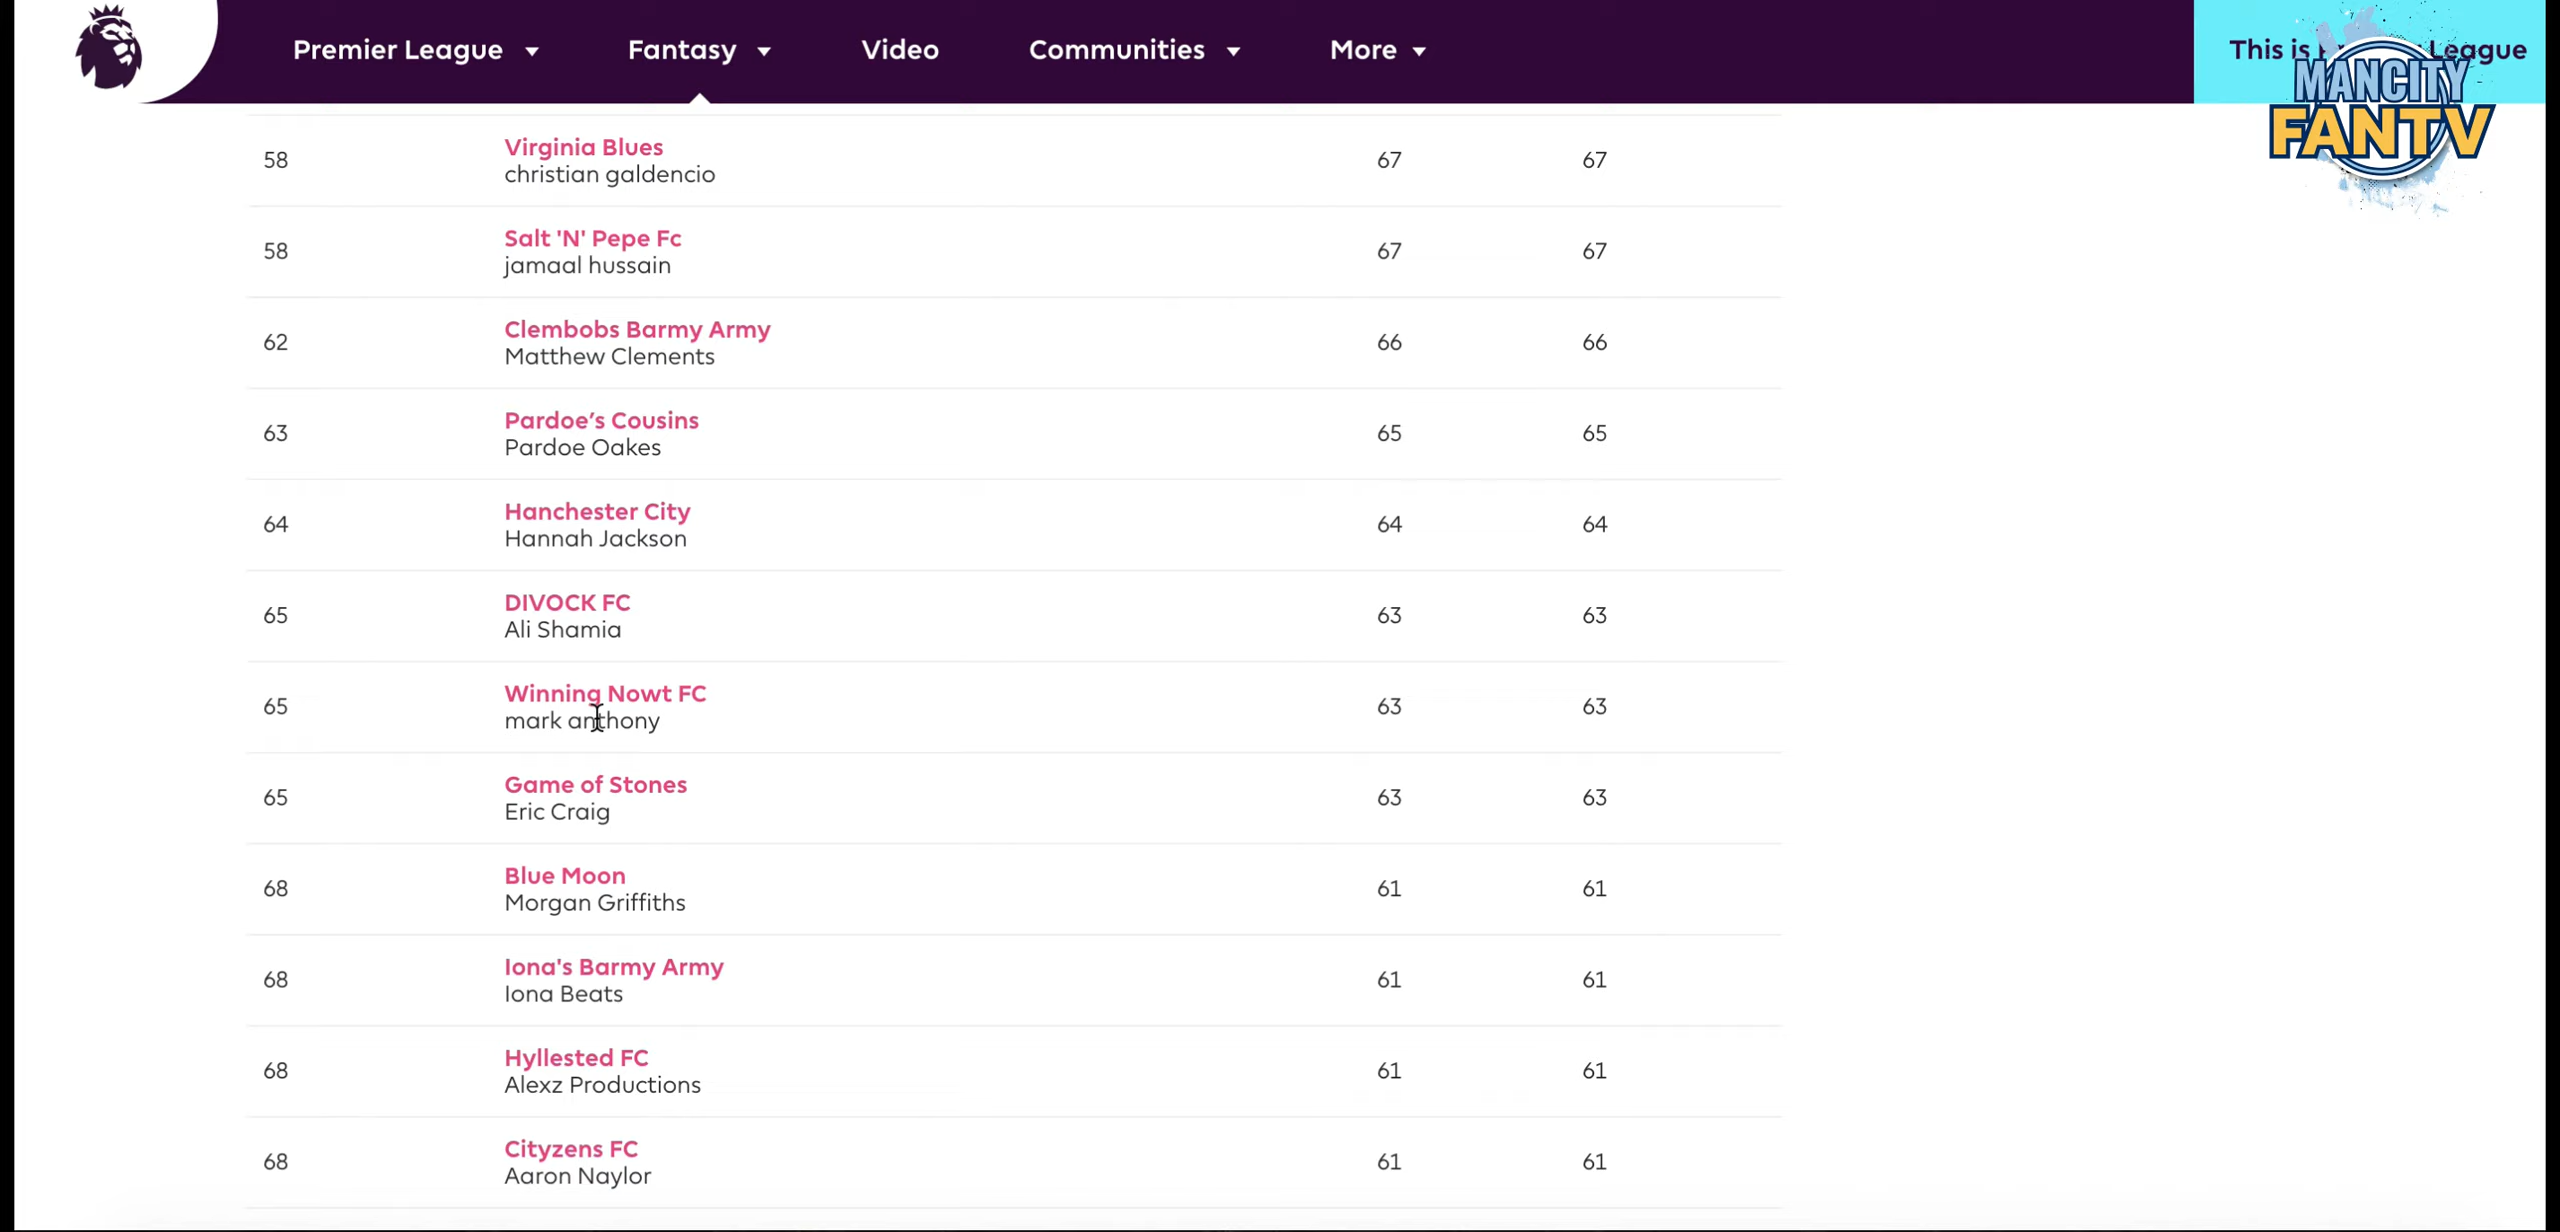 Premier League Fantasy Video Communities More This is League
MANCITY
FANTV
58 Virginia Blues 67 67
christian galdencio
58 Salt 'N' Pepe Fc 67 67
jamaal hussain
62 Clembobs Barmy Army 66 66
Matthew Clements
63 Pardoe’s Cousins 65 65
Pardoe Oakes
64 Hanchester City 64 64
Hannah Jackson
65 DIVOCK FC 63 63
Ali Shamia
65 Winning Nowt FC 63 63
mark anthony
65 Game of Stones 63 63
Eric Craig
68 Blue Moon 61 61
Morgan Griffiths
68 Iona's Barmy Army 61 61
Iona Beats
68 Hyllested FC 61 61
Alexz Productions
68 Cityzens FC 61 61
Aaron Naylor